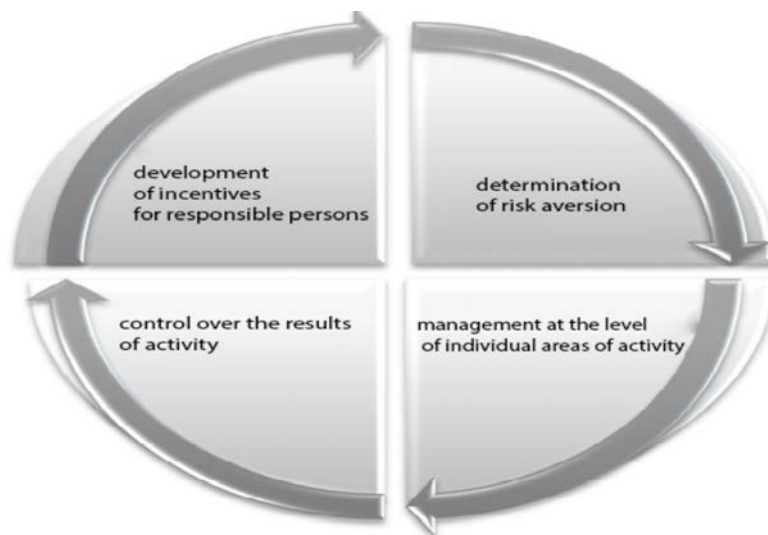 development
of incentives
for responsible persons
determination
of risk aversion
control over the results
of activity
management at the level
of individual areas of activity